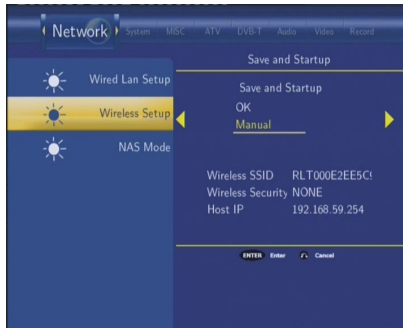 Network System MISC ATV DVB-T Audio Video Record
Save and Startup
Wired Lan Setup
Wireless Setup
NAS Mode
Save and Startup
OK
Manual
Wireless SSID RLT000E2EE5C
Wireless Security NONE
Host IP 192.168.59.254
ENTER Enter Cancel